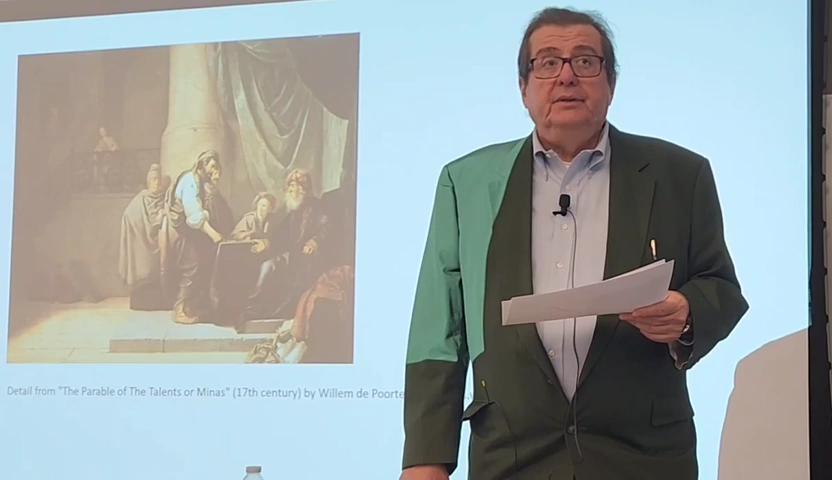 Detail from "The Parable of The Talents or Minas" (17th century) by Willem de Poorte